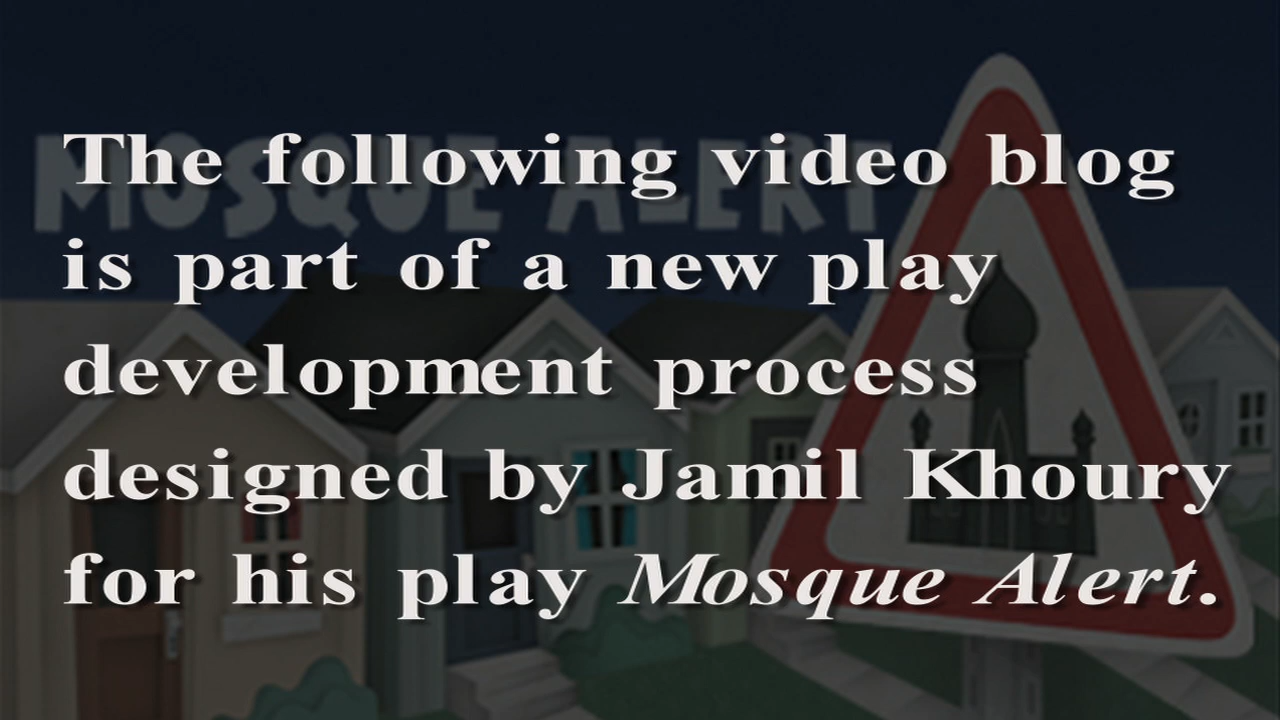 MOSQUE ALERT
The following video blog
is part of a new play
development process
designed by Jamil Khoury
for his play Mosque Alert.